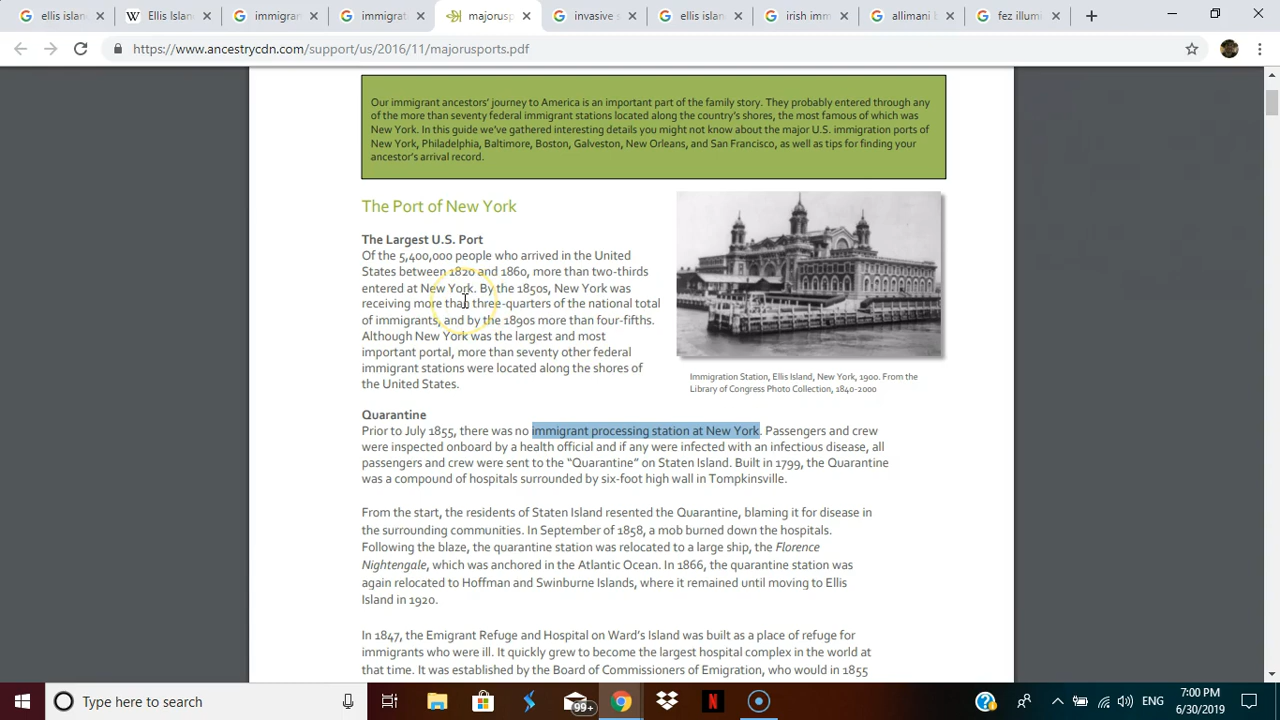 ellis islan
Ellis Island
immigrant
immigrati
majorusp
invasive s
ellis islan
irish imm
allimani b
fez illumi
https://www.ancestrycdn.com/support/us/2016/11/majorusports.pdf
Our immigrant ancestors' journey to America is an important part of the family story. They probably entered through any
of the more than seventy federal immigrant stations located along the country's shores, the most famous of which was
New York. In this guide we've gathered interesting details you might not know about the major U.S. immigration ports of
New York, Philadelphia, Baltimore, Boston, Galveston, New Orleans, and San Francisco, as well as tips for finding your
ancestor's arrival record.
The Port of New York
The Largest U.S. Port
Of the 5,400,000 people who arrived in the United
States between 1820 and 1860, more than two-thirds
entered at New York. By the 1850s, New York was
receiving more than three-quarters of the national total
of immigrants, and by the 1890s more than four-fifths.
Although New York was the largest and most
important portal, more than seventy other federal
immigrant stations were located along the shores of
the United States.
Immigration Station, Ellis Island, New York, 1900. From the
Library of Congress Photo Collection, 1840-2000
Quarantine
Prior to July 1855, there was no immigrant processing station at New York. Passengers and crew
were inspected onboard by a health official and if any were infected with an infectious disease, all
passengers and crew were sent to the "Quarantine" on Staten Island. Built in 1799, the Quarantine
was a compound of hospitals surrounded by six-foot high wall in Tompkinsville.
From the start, the residents of Staten Island resented the Quarantine, blaming it for disease in
the surrounding communities. In September of 1858, a mob burned down the hospitals.
Following the blaze, the quarantine station was relocated to a large ship, the Florence
Nightengale, which was anchored in the Atlantic Ocean. In 1866, the quarantine station was
again relocated to Hoffman and Swinburne Islands, where it remained until moving to Ellis
Island in 1920.
In 1847, the Emigrant Refuge and Hospital on Ward's Island was built as a place of refuge for
immigrants who were ill. It quickly grew to become the largest hospital complex in the world at
that time. It was established by the Board of Commissioners of Emigration, who would in 1855
Type here to search
99+
7:00 PM
6/30/2019